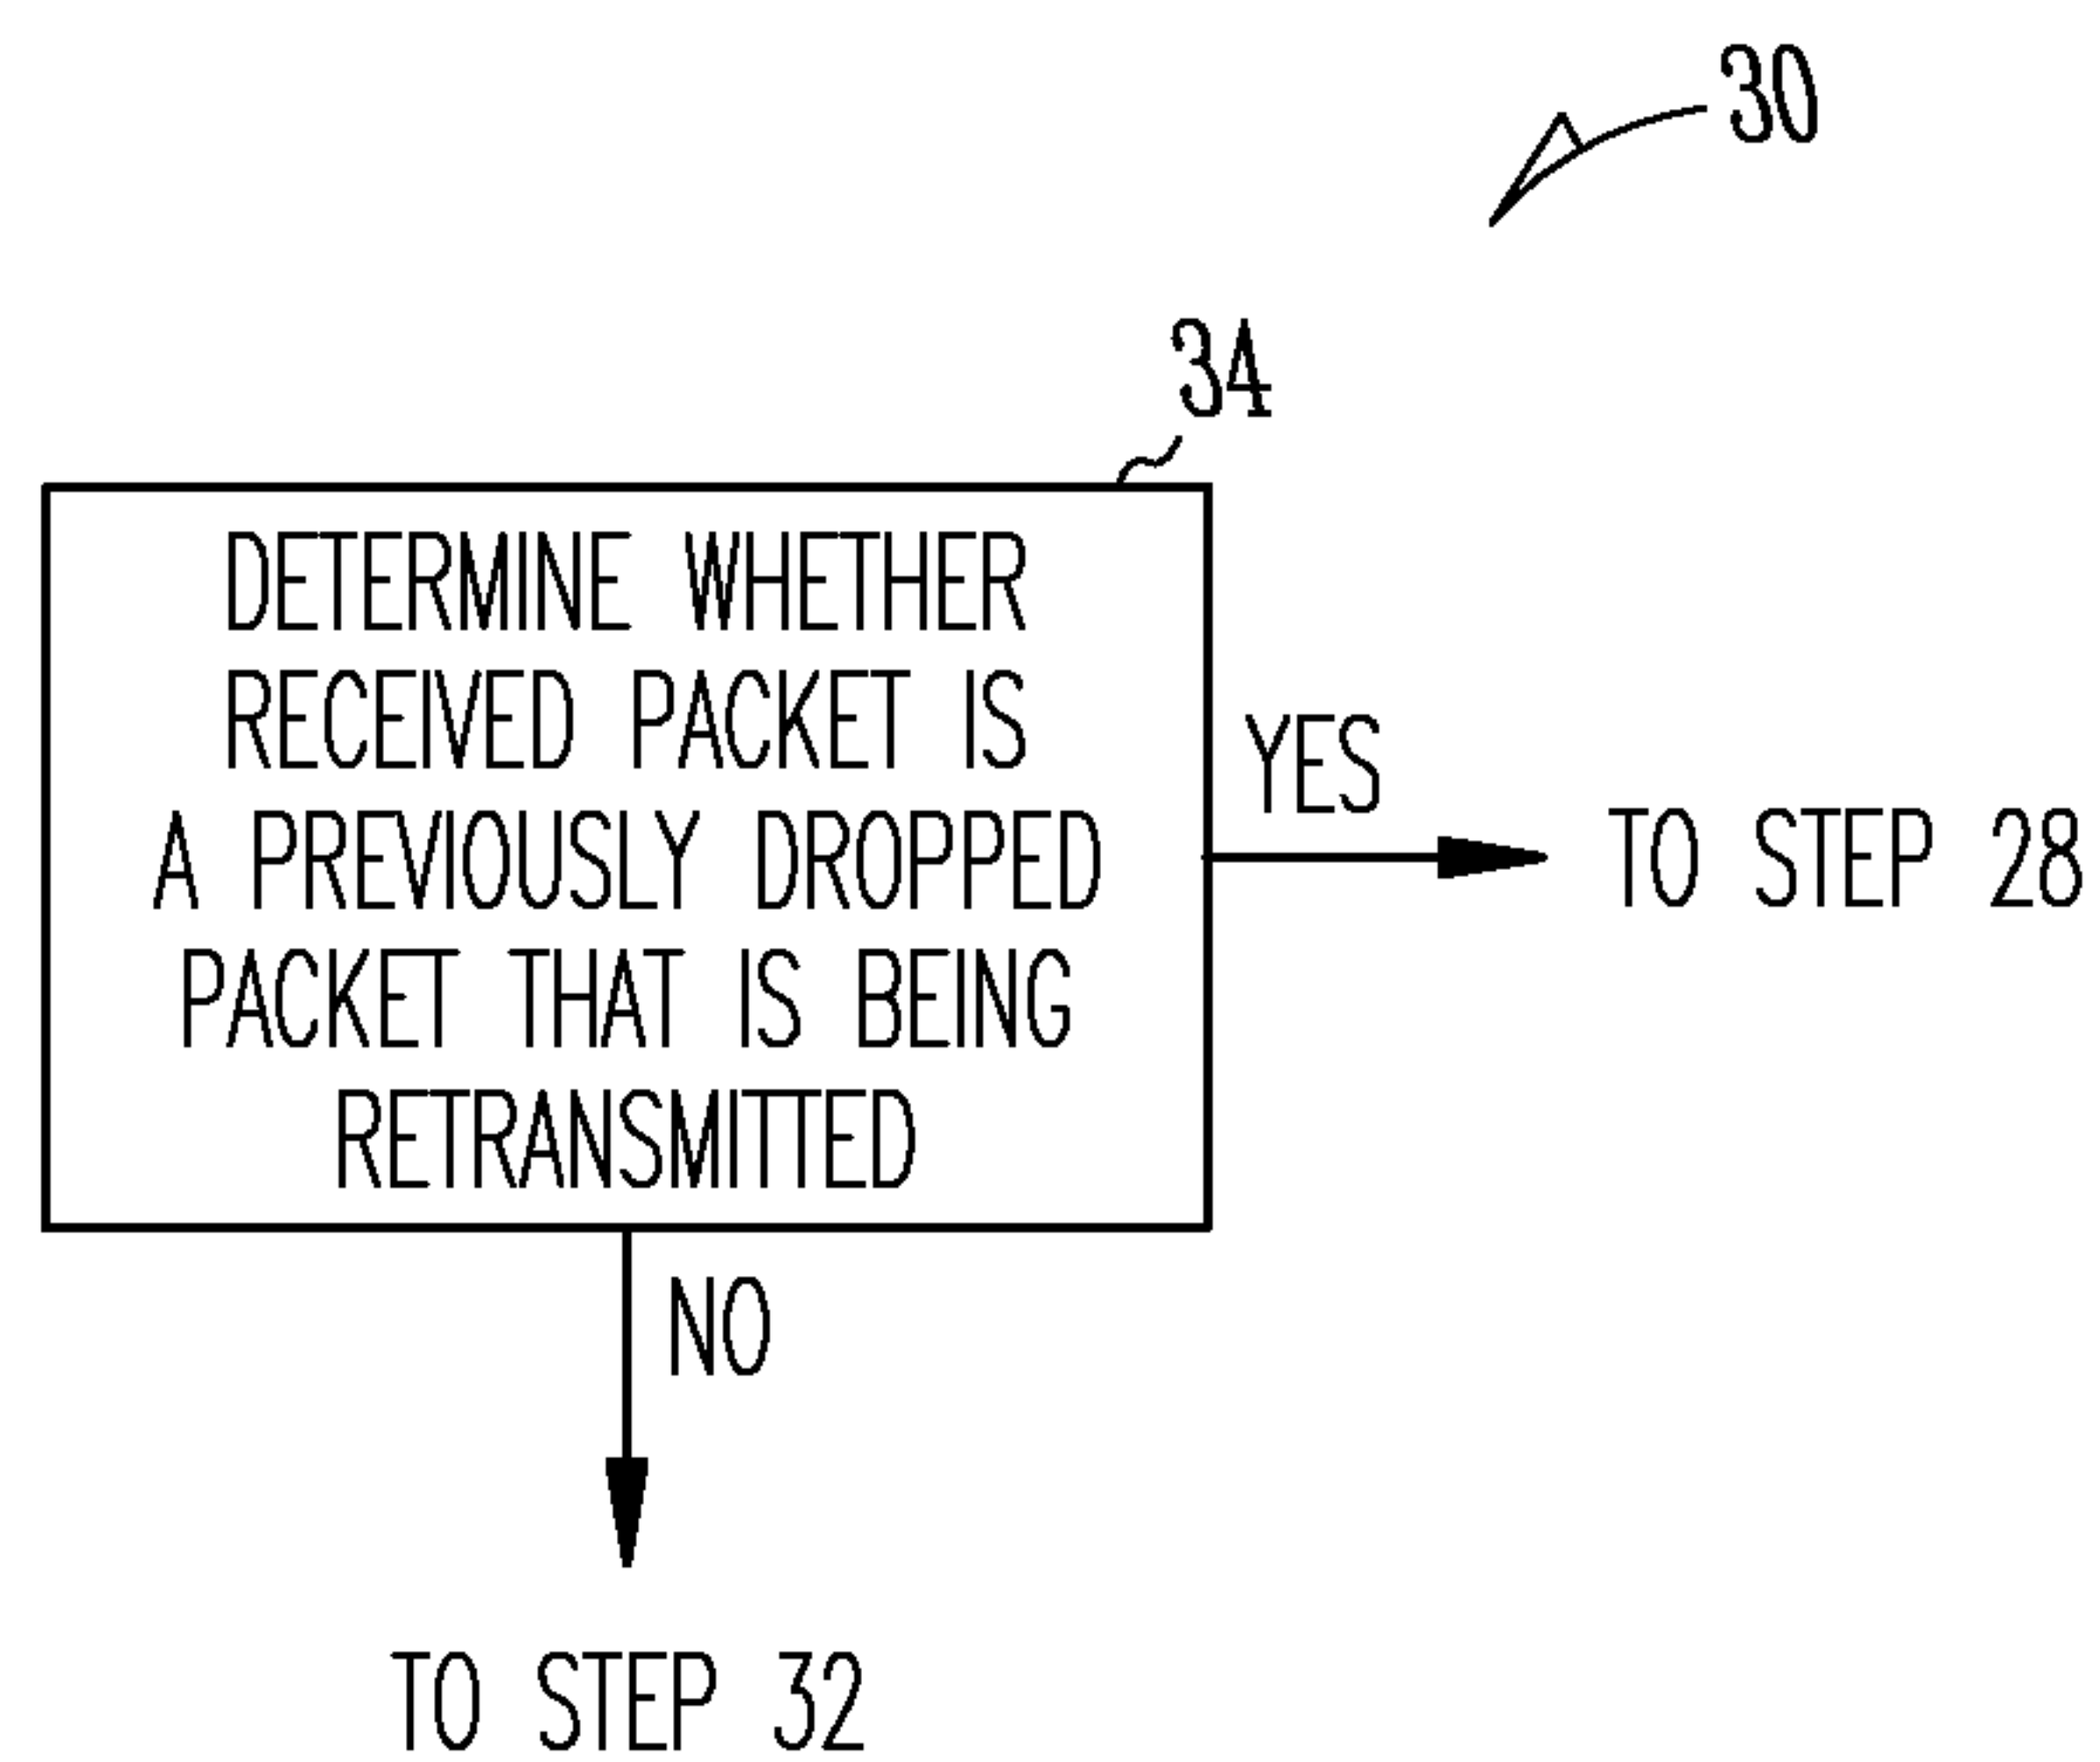 30
34
DETERMINE WHETHER
RECEIVED PACKET IS
A PREVIOUSLY DROPPED
PACKET THAT IS BEING
RETRANSMITTED
YES
TO STEP 28
NO
TO STEP 32